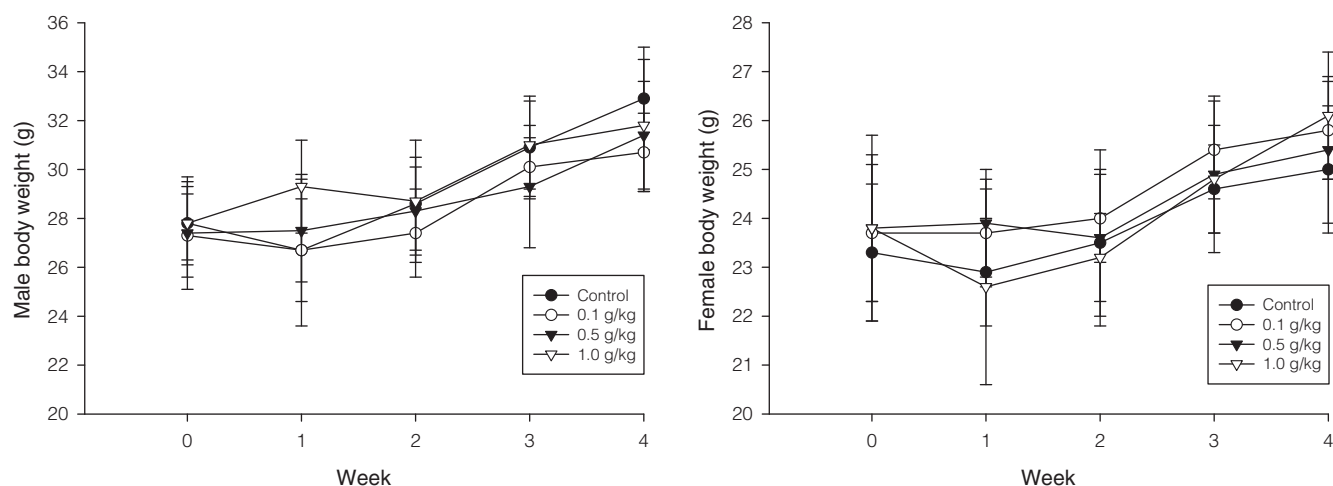 Male body weight (g)
36
34
32
30
28
26
24
22
20
0 1 2 3 4
Week
Control
0.1 g/kg
0.5 g/kg
1.0 g/kg
Female body weight (g)
28
27
26
25
24
23
22
21
20
0 1 2 3 4
Week
Control
0.1 g/kg
0.5 g/kg
1.0 g/kg